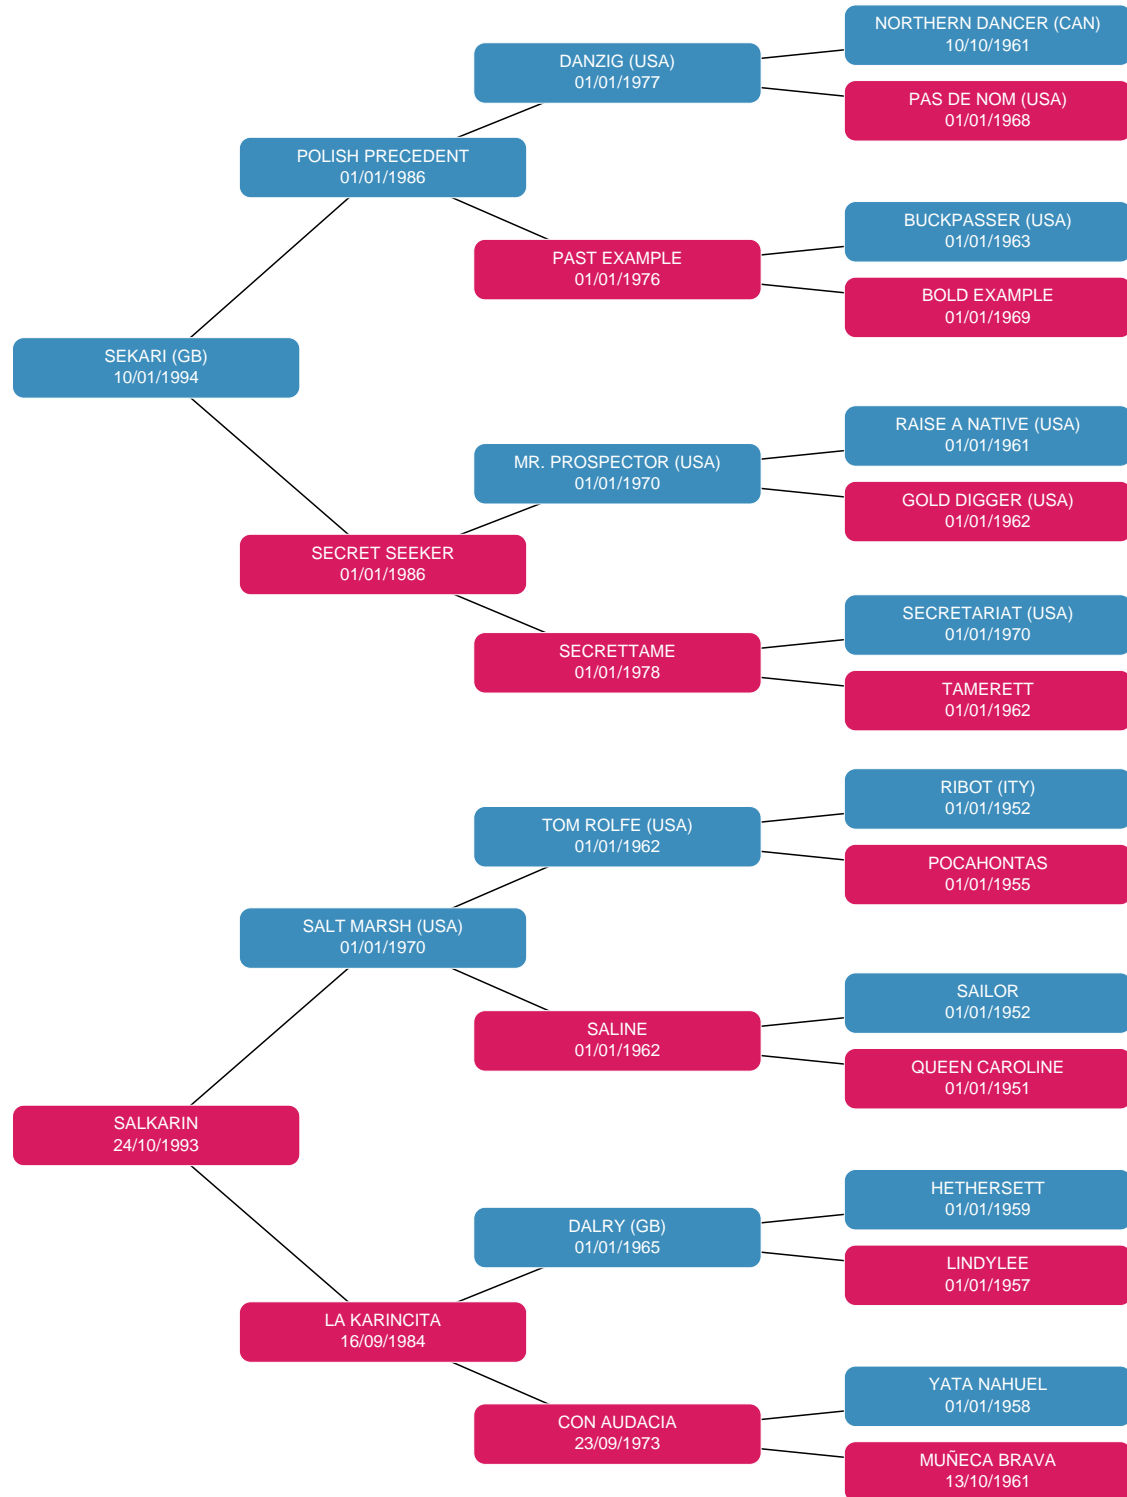 NORTHERN DANCER (CAN)
10/10/1961
DANZIG (USA)
01/01/1977
PAS DE NOM (USA)
01/01/1968
POLISH PRECEDENT
01/01/1986
BUCKPASSER (USA)
01/01/1963
PAST EXAMPLE
01/01/1976
BOLD EXAMPLE
01/01/1969
SEKARI (GB)
10/01/1994
RAISE A NATIVE (USA)
01/01/1961
MR. PROSPECTOR (USA)
01/01/1970
GOLD DIGGER (USA)
01/01/1962
SECRET SEEKER
01/01/1986
SECRETARIAT (USA)
01/01/1970
SECRETTAME
01/01/1978
TAMERETT
01/01/1962
RIBOT (ITY)
01/01/1952
TOM ROLFE (USA)
01/01/1962
POCAHONTAS
01/01/1955
SALT MARSH (USA)
01/01/1970
SAILOR
01/01/1952
SALINE
01/01/1962
QUEEN CAROLINE
01/01/1951
SALKARIN
24/10/1993
HETHERSETT
01/01/1959
DALRY (GB)
01/01/1965
LINDYLEE
01/01/1957
LA KARINCITA
16/09/1984
YATA NAHUEL
01/01/1958
CON AUDACIA
23/09/1973
MUÑECA BRAVA
13/10/1961